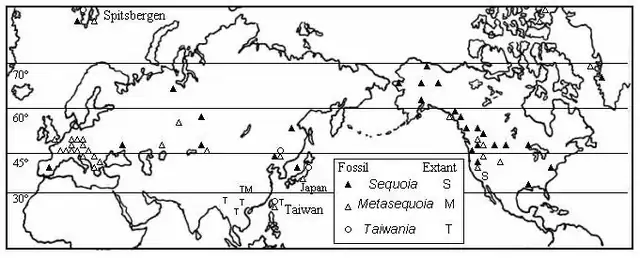 Spitsbergen
70°
60°
45°
30°
TM
Japan
T
T
T
T
Taiwan
S
Fossil Extant
Sequoia S
Metasequoia M
Taiwania T